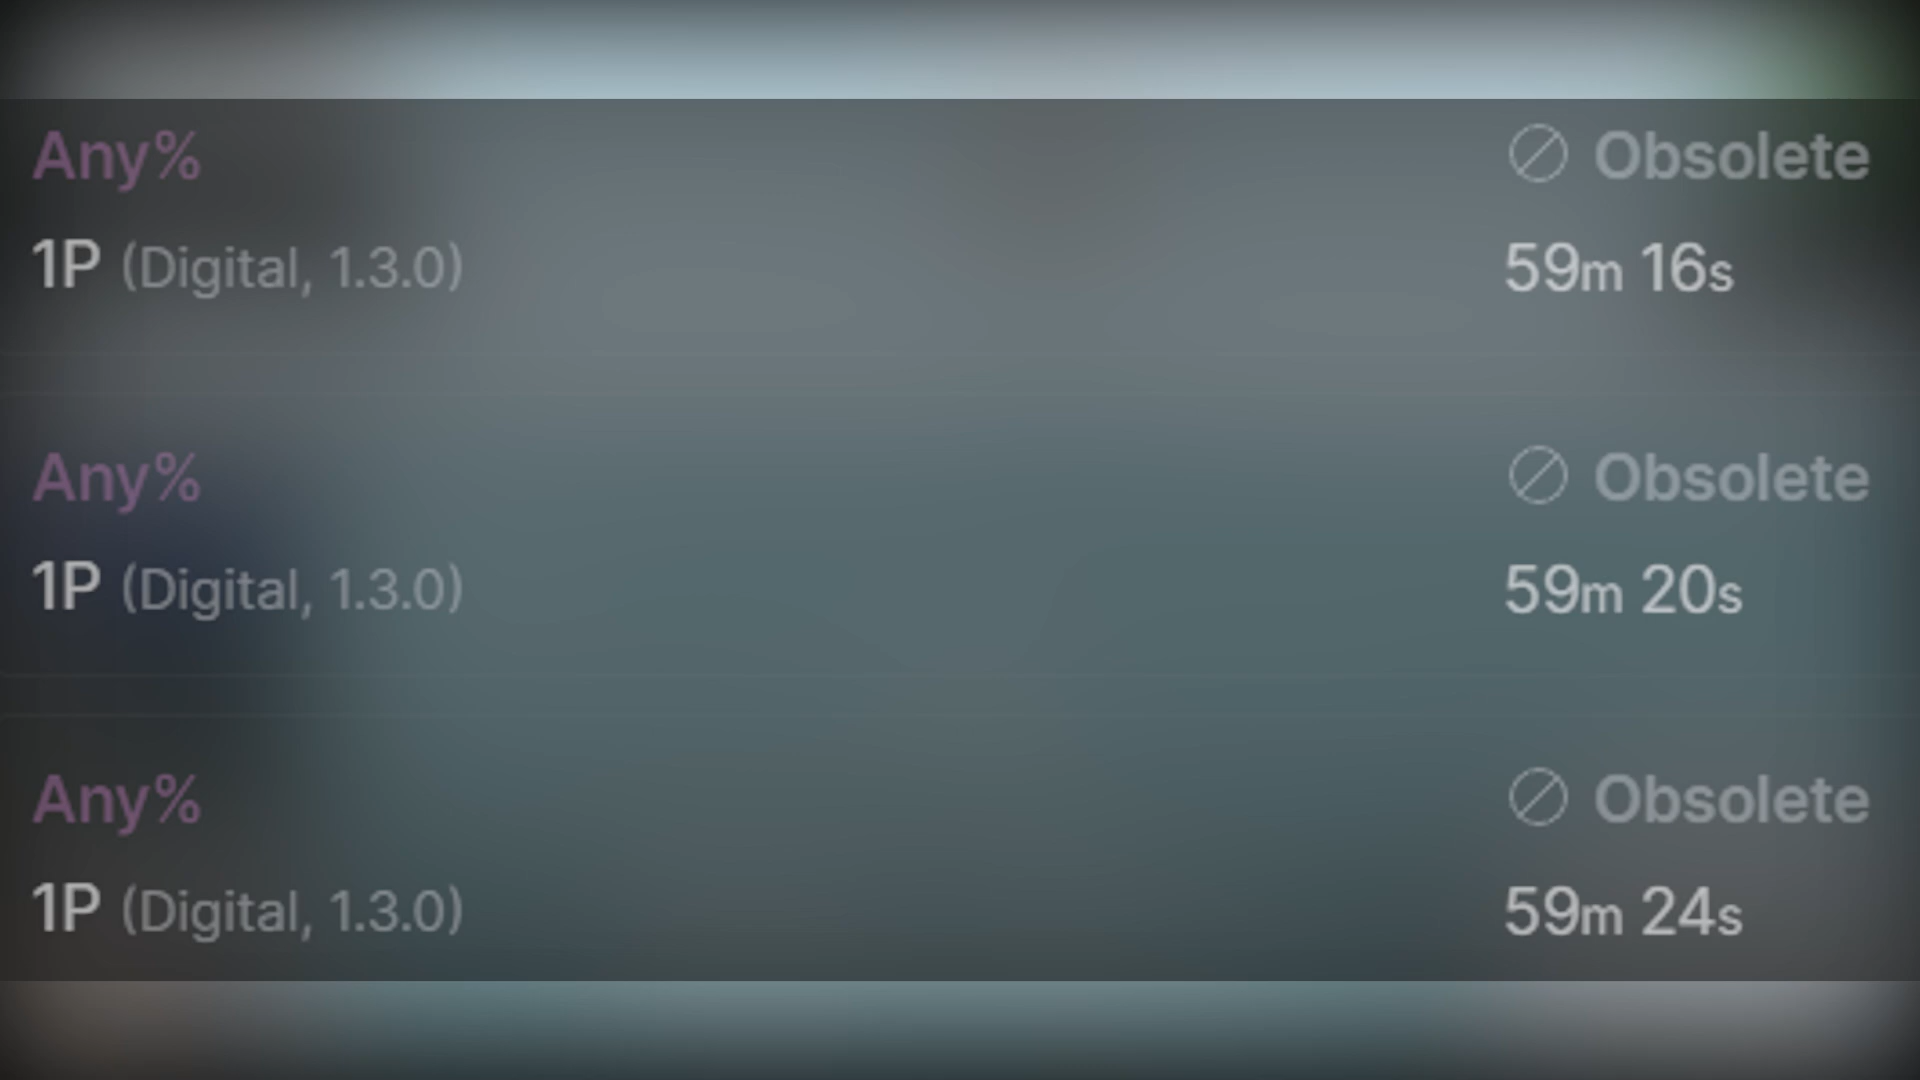 Any%
Obsolete
1P (Digital, 1.3.0)
59m 16s
Any%
Obsolete
1P (Digital, 1.3.0)
59m 20s
Any%
Obsolete
1P (Digital, 1.3.0)
59m 24s